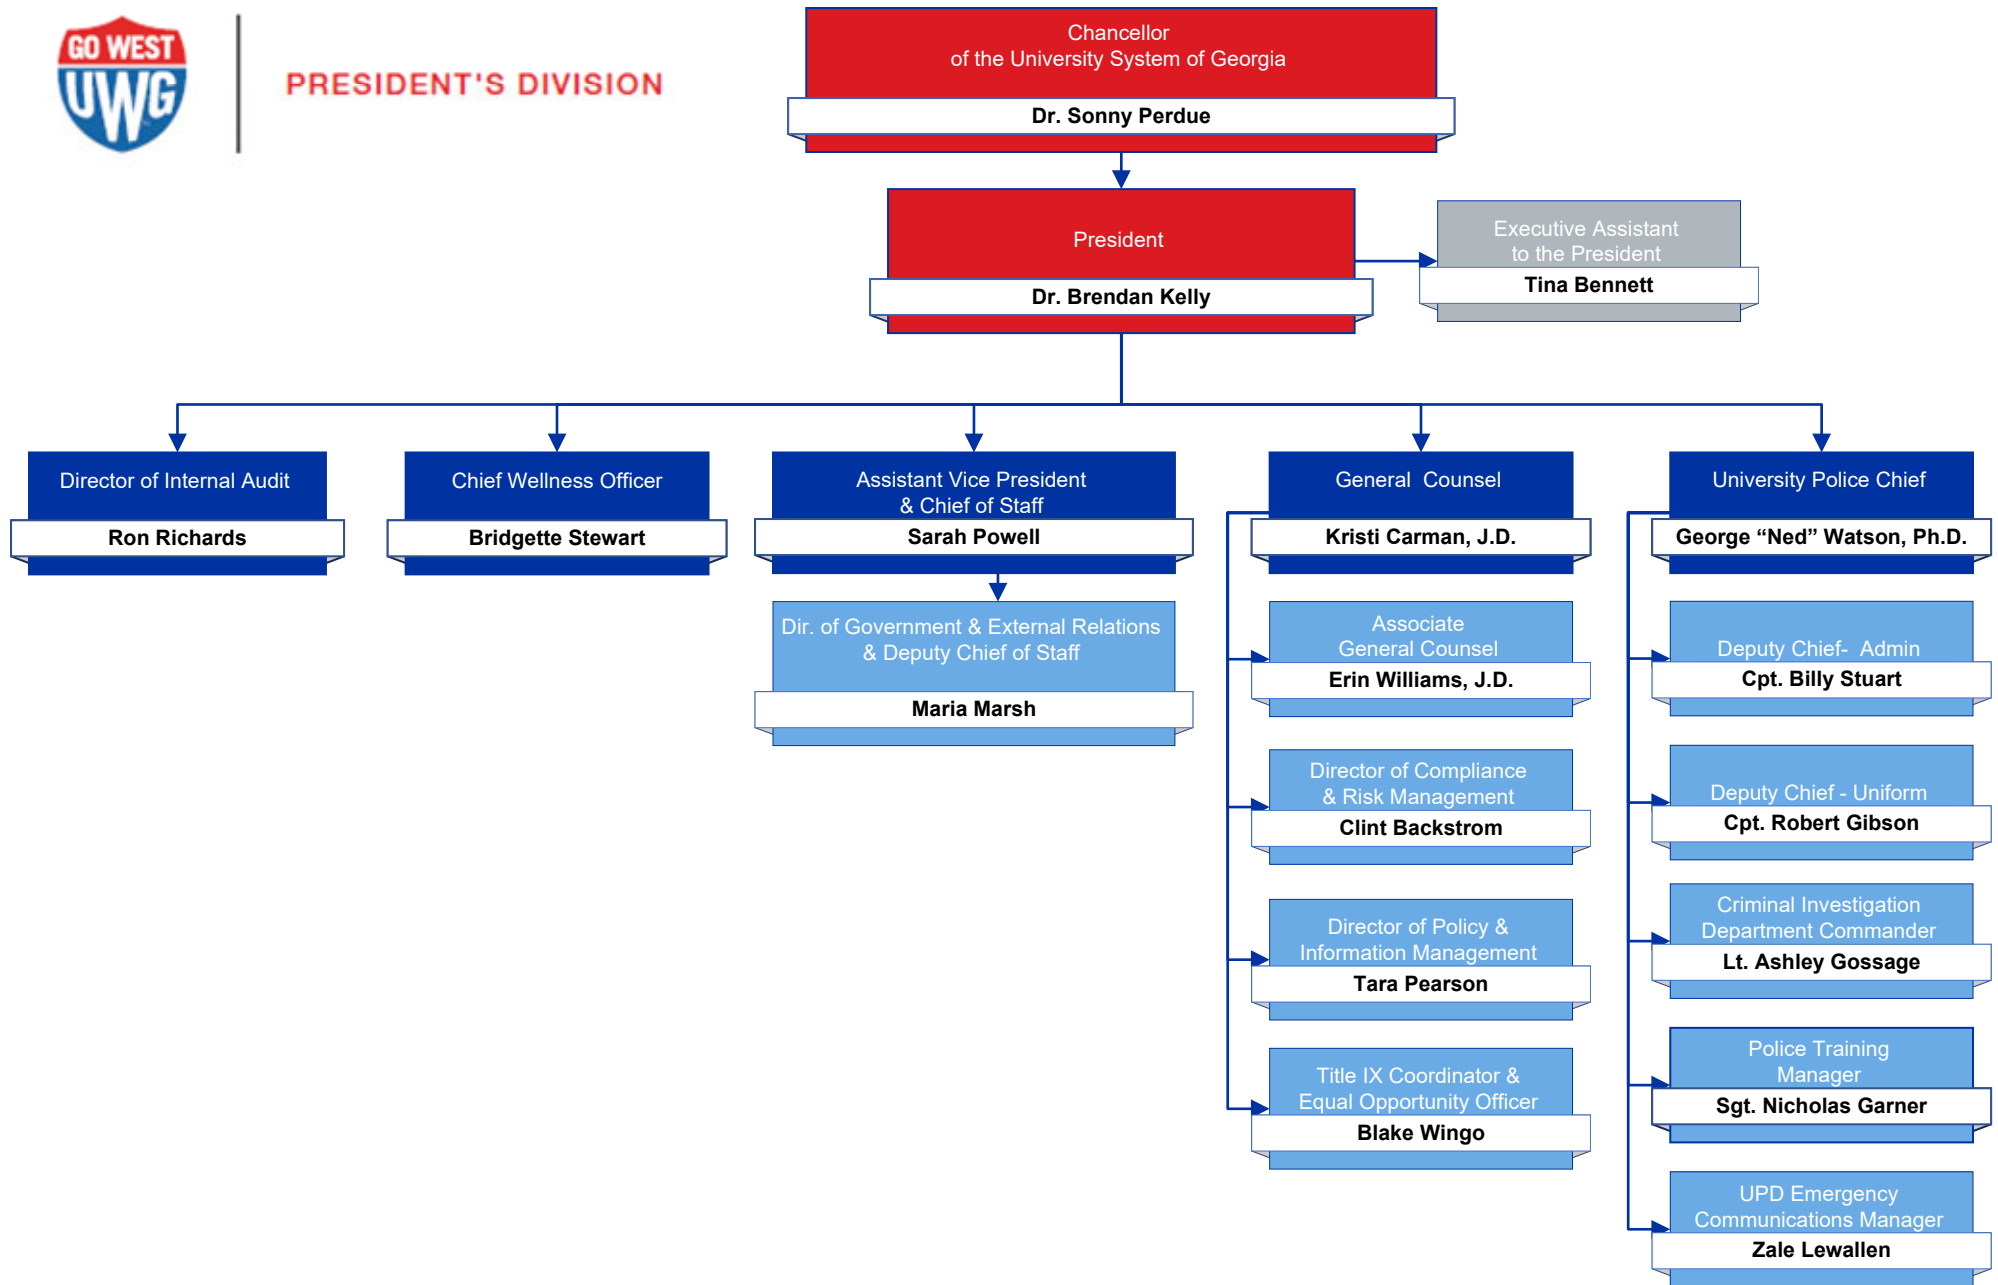 GO WEST
UWG
PRESIDENT'S DIVISION
Chancellor
of the University System of Georgia
Dr. Sonny Perdue
President
Dr. Brendan Kelly
Executive Assistant
to the President
Tina Bennett
Director of Internal Audit
Ron Richards
Chief Wellness Officer
Bridgette Stewart
Assistant Vice President
& Chief of Staff
Sarah Powell
Dir. of Government & External Relations
& Deputy Chief of Staff
Maria Marsh
General Counsel
Kristi Carman, J.D.
Associate
General Counsel
Erin Williams, J.D.
Director of Compliance
& Risk Management
Clint Backstrom
Director of Policy &
Information Management
Tara Pearson
Title IX Coordinator &
Equal Opportunity Officer
Blake Wingo
University Police Chief
George “Ned” Watson, Ph.D.
Deputy Chief- Admin
Cpt. Billy Stuart
Deputy Chief - Uniform
Cpt. Robert Gibson
Criminal Investigation
Department Commander
Lt. Ashley Gossage
Police Training
Manager
Sgt. Nicholas Garner
UPD Emergency
Communications Manager
Zale Lewallen